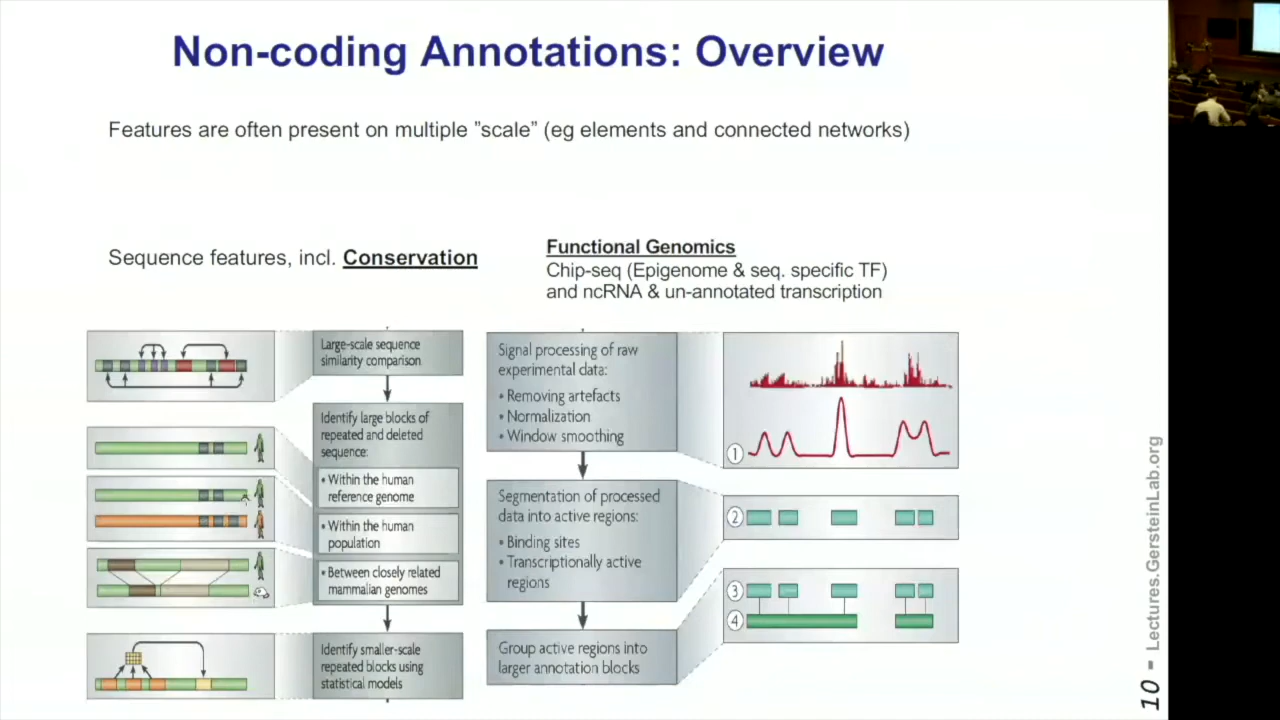 Non-coding Annotations: Overview
Features are often present on multiple ”scale” (eg elements and connected networks)
Sequence features, incl. Conservation
Functional Genomics
Chip-seq (Epigenome & seq. specific TF)
and ncRNA & un-annotated transcription
Large-scale sequence
similarity comparison
Identify large blocks of
repeated and deleted
sequence:
• Within the human
reference genome
• Within the human
population
• Between closely related
mammalian genomes
Identify smaller-scale
repeated blocks using
statistical models
Signal processing of raw
experimental data:
• Removing artefacts
• Normalization
• Window smoothing
Segmentation of processed
data into active regions:
• Binding sites
• Transcriptionally active
regions
Group active regions into
larger annotation blocks
1
2
3
4
10 - Lectures.GersteinLab.org